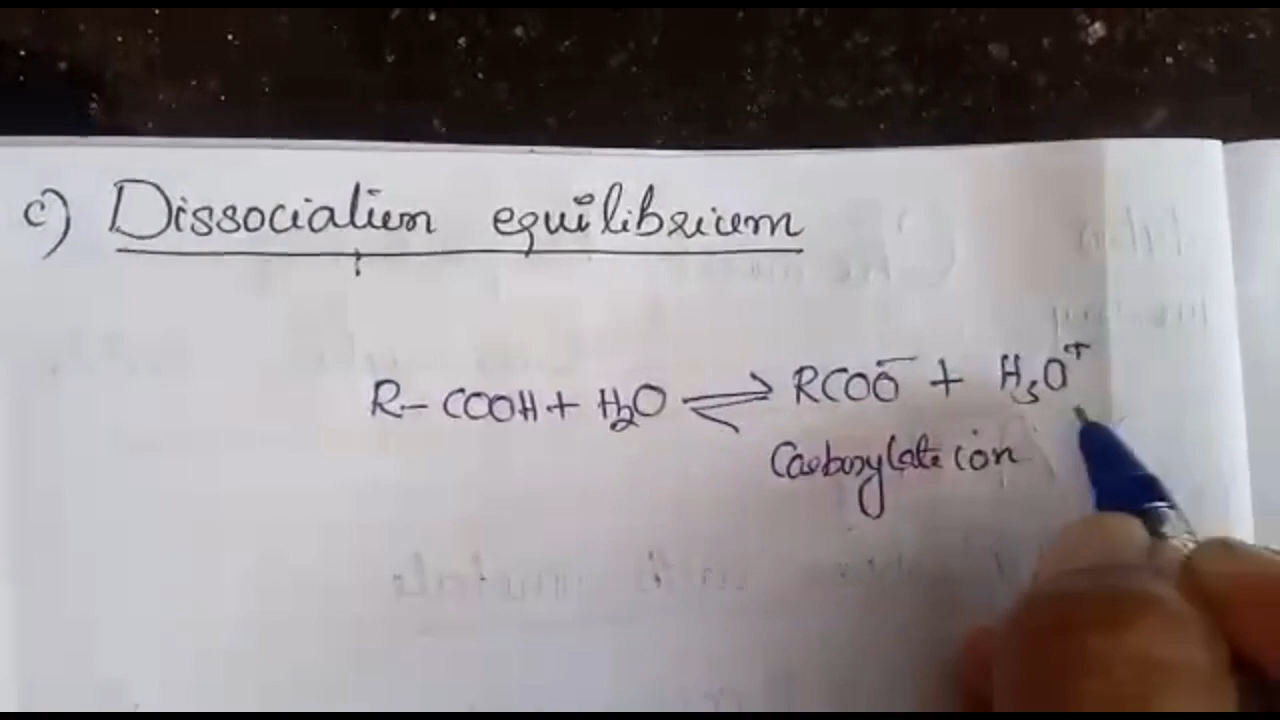 c) Dissociation equilibrium
R- COOH + H2O ⇌ RCOO⁻ + H3O⁺
Carboxylate ion